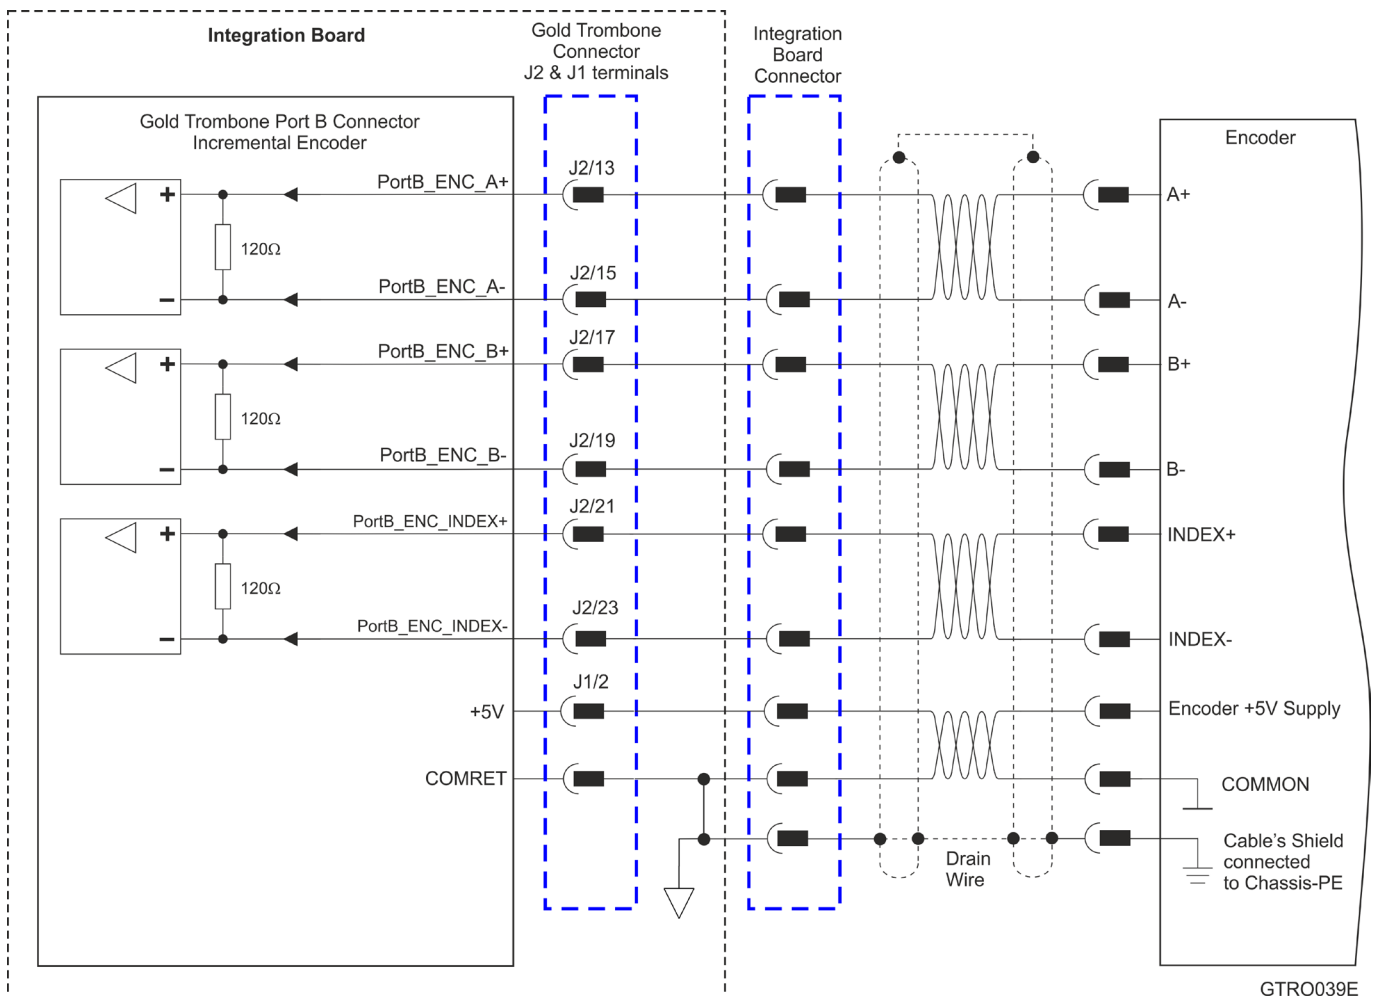 Integration Board
Gold Trombone
Connector
J2 & J1 terminals
Integration
Board
Connector
Gold Trombone Port B Connector
Incremental Encoder
Encoder
+
PortB_ENC_A+
J2/13
A+
120Ω
−
PortB_ENC_A-
J2/15
A-
+
PortB_ENC_B+
J2/17
B+
120Ω
−
PortB_ENC_B-
J2/19
B-
+
PortB_ENC_INDEX+
J2/21
INDEX+
120Ω
−
PortB_ENC_INDEX-
J2/23
INDEX-
+5V
J1/2
Encoder +5V Supply
COMRET
COMMON
Drain
Wire
Cable's Shield
connected
to Chassis-PE
GTRO039E